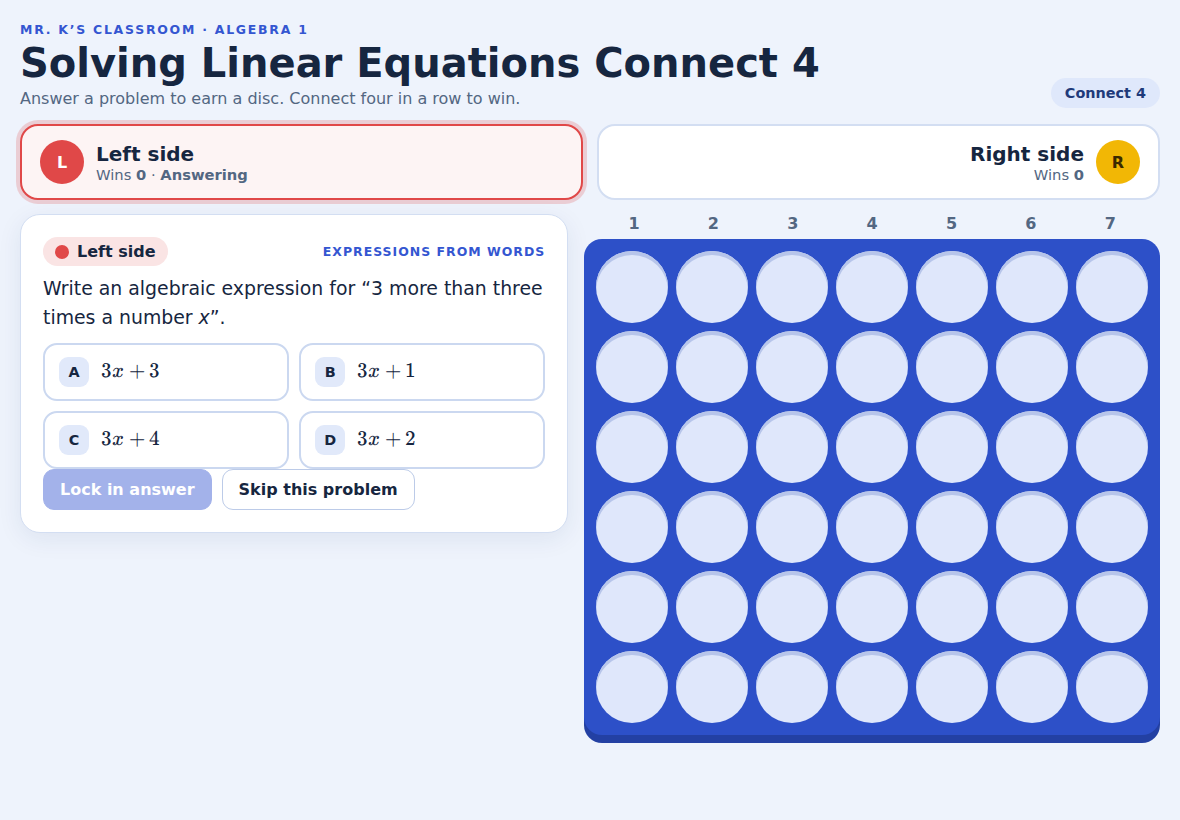 MR. K’S CLASSROOM · ALGEBRA 1
Solving Linear Equations Connect 4
Answer a problem to earn a disc. Connect four in a row to win.
Connect 4
L
Left side
Wins 0 · Answering
Right side
Wins 0
R
Left side
EXPRESSIONS FROM WORDS
Write an algebraic expression for “3 more than three
times a number x”.
A 3x + 3
B 3x + 1
C 3x + 4
D 3x + 2
Lock in answer
Skip this problem
1 2 3 4 5 6 7